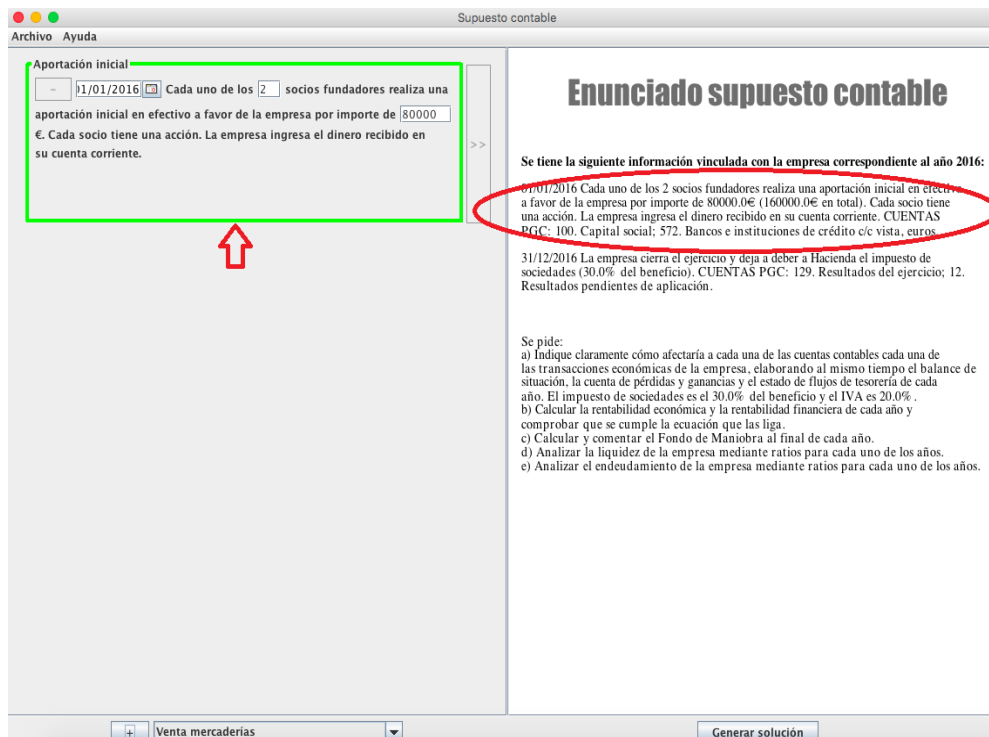 Supuesto contable
Archivo Ayuda
Aportación inicial
- 01/01/2016 Cada uno de los 2 socios fundadores realiza una
aportación inicial en efectivo a favor de la empresa por importe de 80000
€. Cada socio tiene una acción. La empresa ingresa el dinero recibido en
su cuenta corriente.
>>
Enunciado supuesto contable
Se tiene la siguiente información vinculada con la empresa correspondiente al año 2016:
01/01/2016 Cada uno de los 2 socios fundadores realiza una aportación inicial en efectivo
a favor de la empresa por importe de 80000.0€ (160000.0€ en total). Cada socio tiene
una acción. La empresa ingresa el dinero recibido en su cuenta corriente. CUENTAS
PGC: 100. Capital social; 572. Bancos e instituciones de crédito c/c vista, euros.
31/12/2016 La empresa cierra el ejercicio y deja a deber a Hacienda el impuesto de
sociedades (30.0% del beneficio). CUENTAS PGC: 129. Resultados del ejercicio; 12.
Resultados pendientes de aplicación.
Se pide:
a) Indique claramente cómo afectaría a cada una de las cuentas contables cada una de
las transacciones económicas de la empresa, elaborando al mismo tiempo el balance de
situación, la cuenta de pérdidas y ganancias y el estado de flujos de tesorería de cada
año. El impuesto de sociedades es el 30.0% del beneficio y el IVA es 20.0% .
b) Calcular la rentabilidad económica y la rentabilidad financiera de cada año y
comprobar que se cumple la ecuación que las liga.
c) Calcular y comentar el Fondo de Maniobra al final de cada año.
d) Analizar la liquidez de la empresa mediante ratios para cada uno de los años.
e) Analizar el endeudamiento de la empresa mediante ratios para cada uno de los años.
+ Venta mercaderías
Generar solución